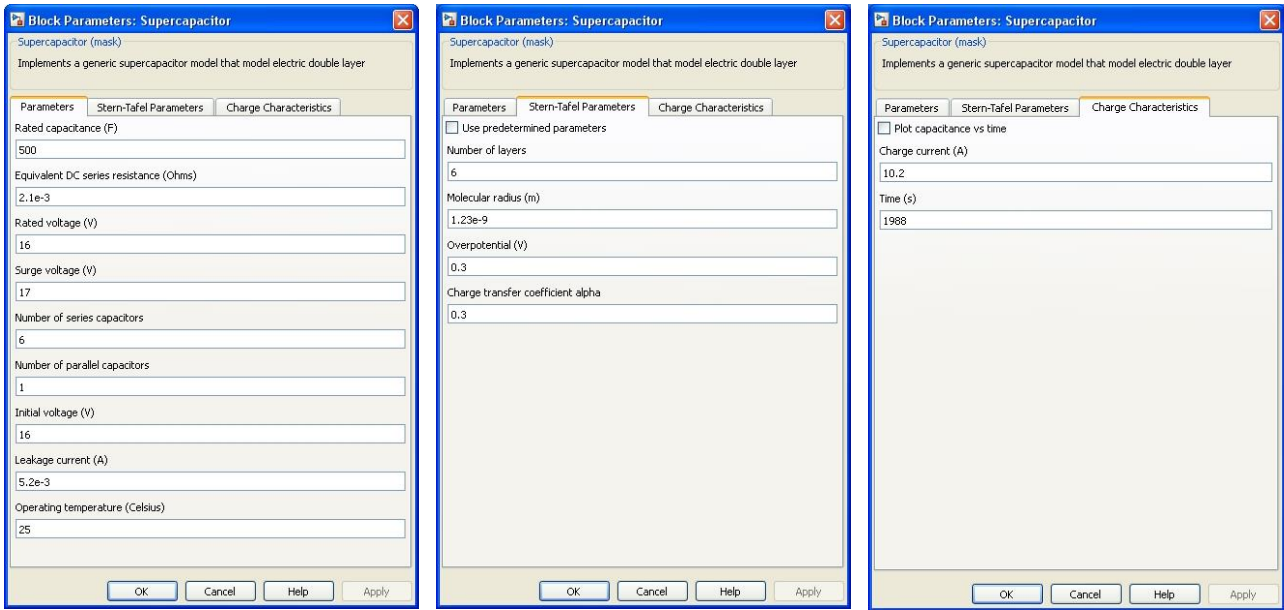 Block Parameters: Supercapacitor
Supercapacitor (mask)
Implements a generic supercapacitor model that model electric double layer
Parameters Stern-Tafel Parameters Charge Characteristics
Rated capacitance (F)
500
Equivalent DC series resistance (Ohms)
2.1e-3
Rated voltage (V)
16
Surge voltage (V)
17
Number of series capacitors
6
Number of parallel capacitors
1
Initial voltage (V)
16
Leakage current (A)
5.2e-3
Operating temperature (Celsius)
25
OK Cancel Help Apply
Block Parameters: Supercapacitor
Supercapacitor (mask)
Implements a generic supercapacitor model that model electric double layer
Parameters Stern-Tafel Parameters Charge Characteristics
Use predetermined parameters
Number of layers
6
Molecular radius (m)
1.23e-9
Overpotential (V)
0.3
Charge transfer coefficient alpha
0.3
OK Cancel Help Apply
Block Parameters: Supercapacitor
Supercapacitor (mask)
Implements a generic supercapacitor model that model electric double layer
Parameters Stern-Tafel Parameters Charge Characteristics
Plot capacitance vs time
Charge current (A)
10.2
Time (s)
1988
OK Cancel Help Apply